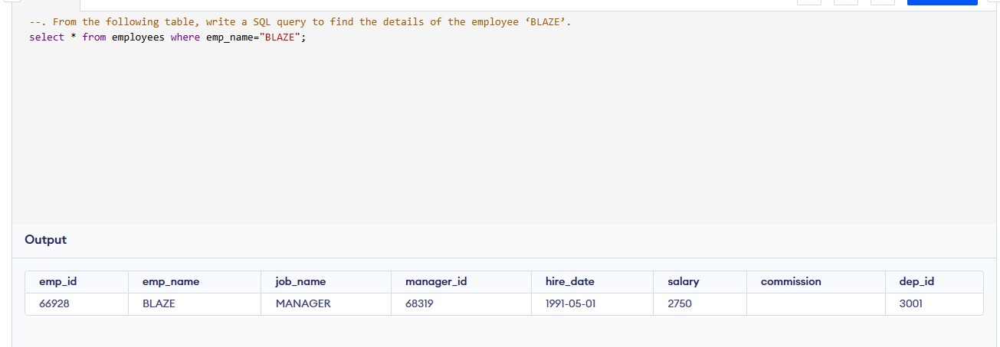 --. From the following table, write a SQL query to find the details of the employee ‘BLAZE’.
select * from employees where emp_name="BLAZE";
Output
emp_id emp_name job_name manager_id hire_date salary commission dep_id
66928 BLAZE MANAGER 68319 1991-05-01 2750 3001